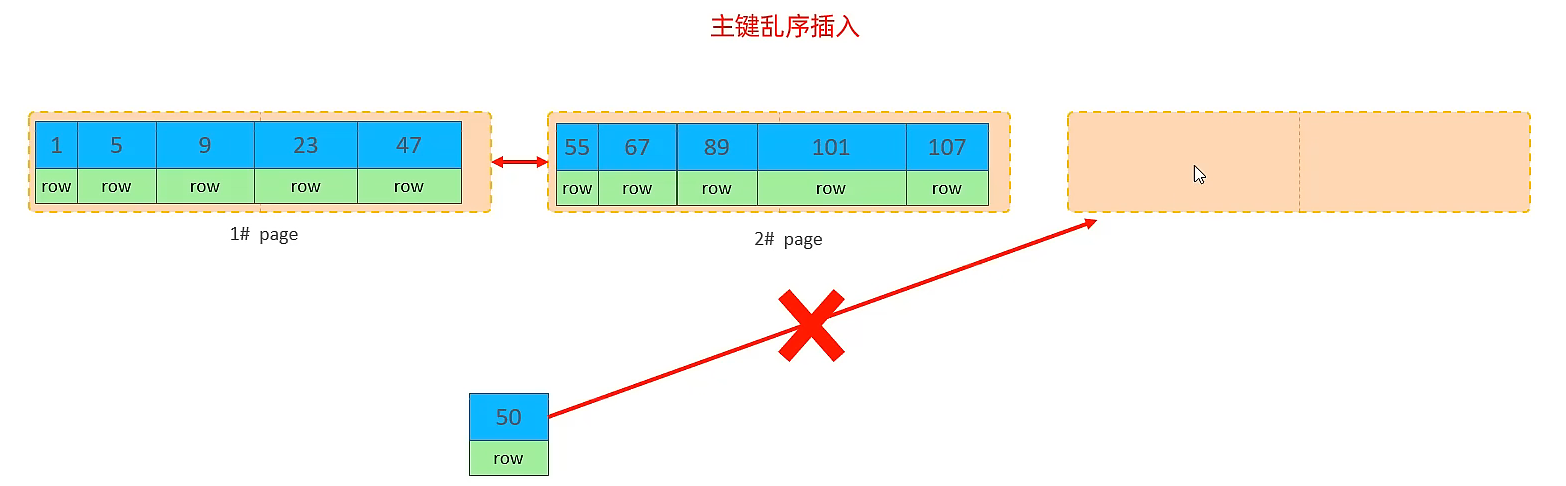 主键乱序插入
1 5 9 23 47
row row row row row
1# page
55 67 89 101 107
row row row row row
2# page
50
row